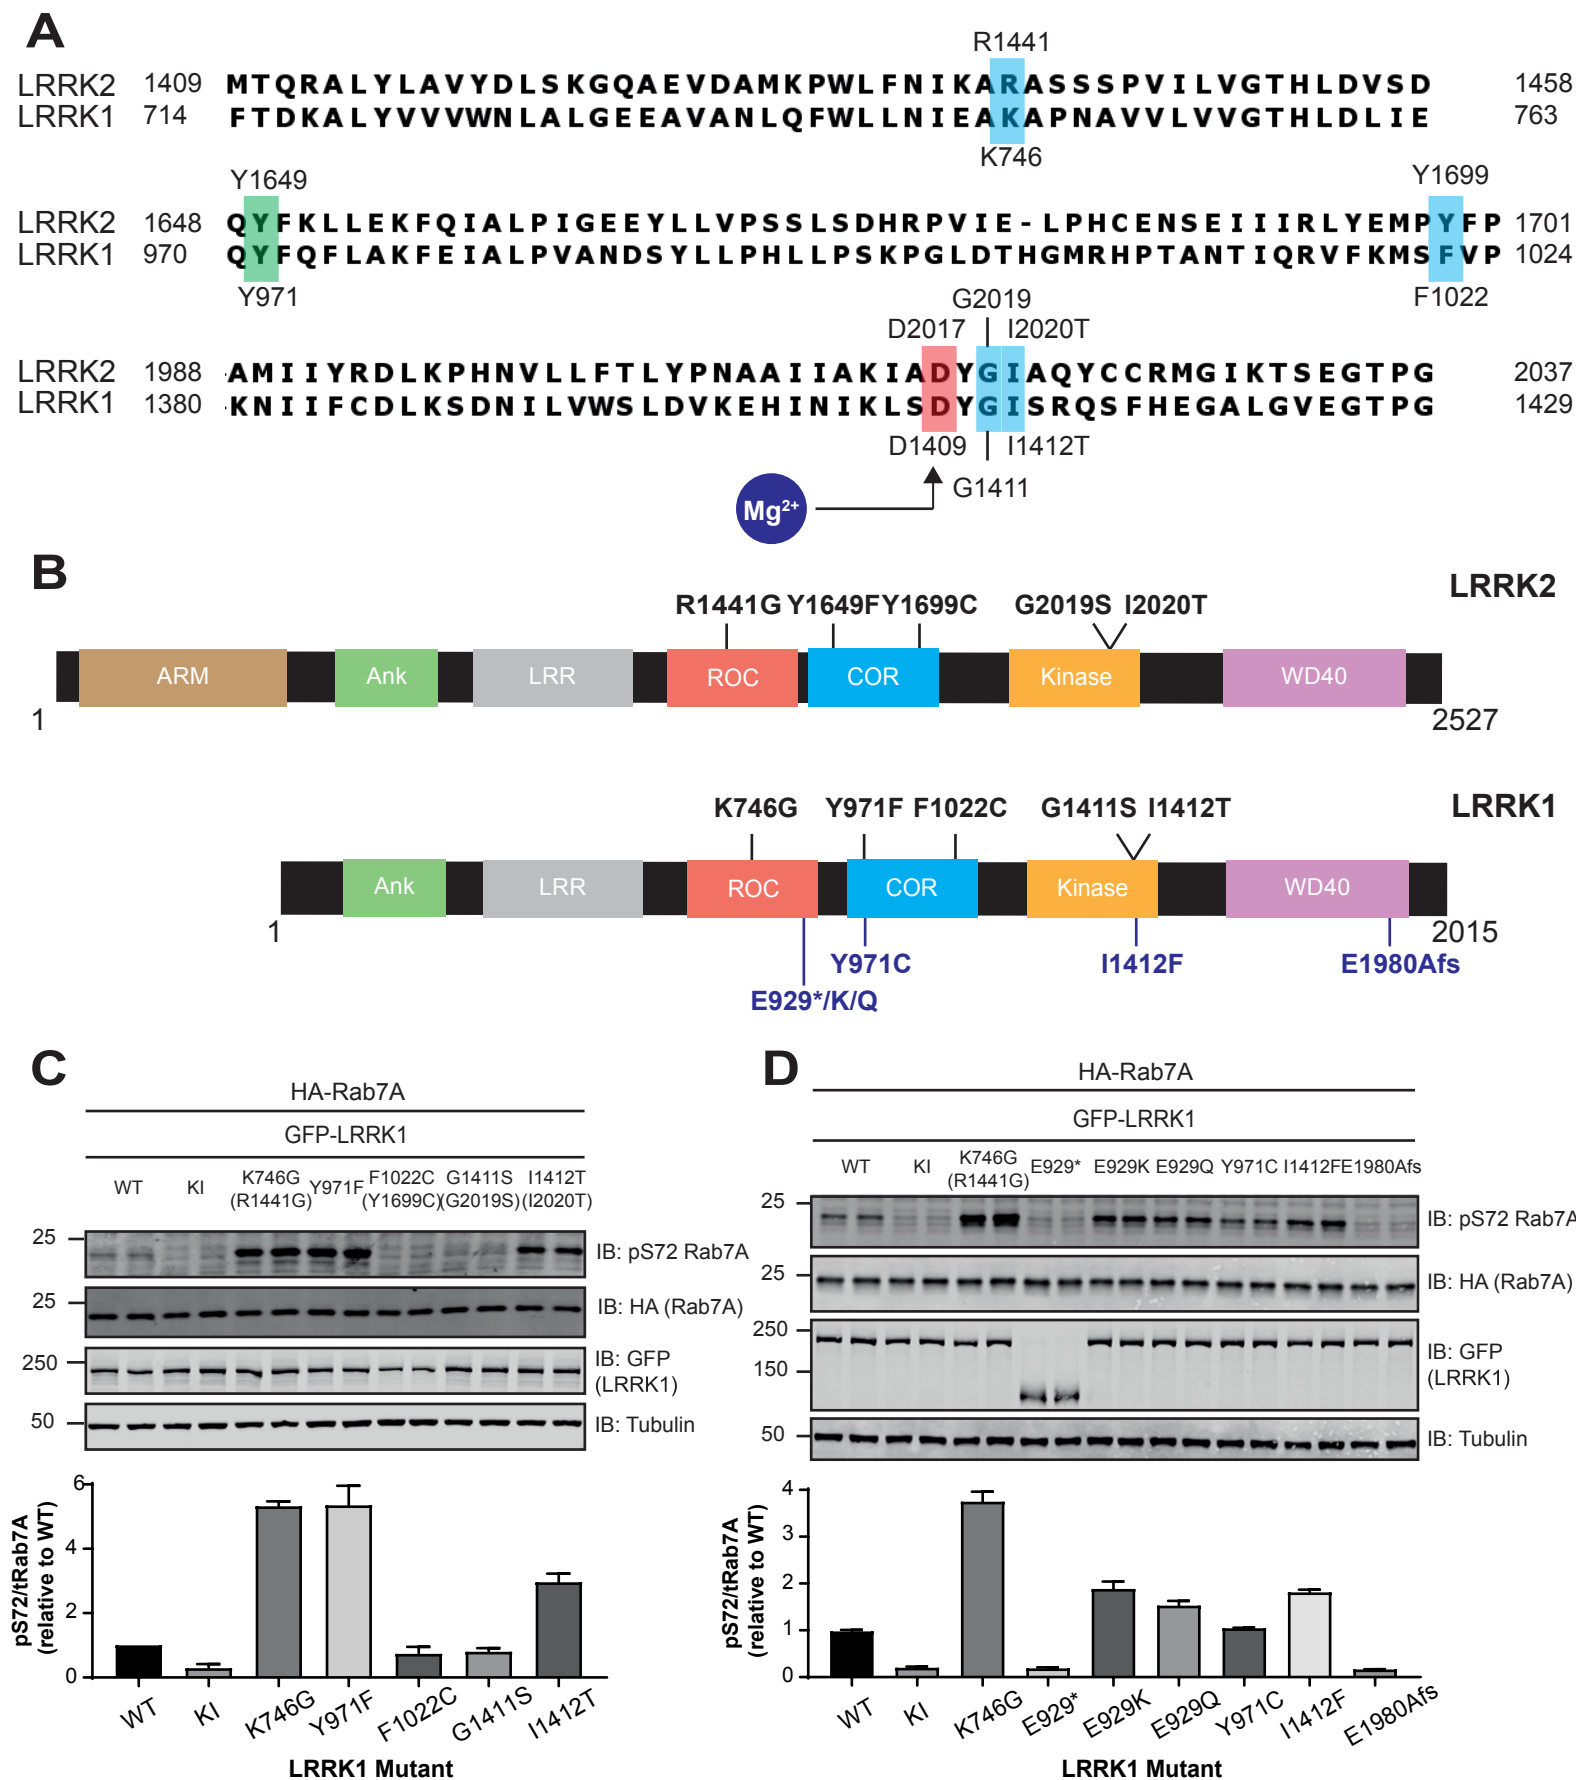 A
R1441
LRRK2 1409 MTQRALYLAVYDLSKGQAEVDAMKPWLFNIKARASSSPVILVGTHLDVSD 1458
LRRK1 714 FTDKALYVVVWNLALGEEAVANLQFWLLNIEAKAPNAVVLVVGTHLDLIE 763
K746
Y1649 Y1699
LRRK2 1648 QYFKLLEKFQIALPIGEEYLLVPSSLSDHRPVIE-LPHCENSEIIIRLYEMPYFP 1701
LRRK1 970 QYFQFLAKFEIALPVANDSYLLPHLLPSKPGLDTHGMRHPTANTIQRVFKMSFVP 1024
Y971 F1022
G2019
D2017 I2020T
LRRK2 1988 AMIIYRDLKPHNVLLFTLYPNAAIIAKIADYGIAQYCCRMGIKTSEGTPG 2037
LRRK1 1380 KNIIFCDLKSDNILVWSLDVKEHINIKLSDYGISRQSFHEGALGVEGTPG 1429
D1409 I1412T
G1411
Mg2+
B
LRRK2
R1441G Y1649F Y1699C G2019S I2020T
ARM Ank LRR ROC COR Kinase WD40
1 2527
LRRK1
K746G Y971F F1022C G1411S I1412T
Ank LRR ROC COR Kinase WD40
1 2015
Y971C I1412F E1980Afs
E929*/K/Q
C
HA-Rab7A
GFP-LRRK1
WT KI K746G (R1441G) Y971F F1022C (Y1699C) G1411S (G2019S) I1412T (I2020T)
25 IB: pS72 Rab7A
25 IB: HA (Rab7A)
250 IB: GFP
(LRRK1)
50 IB: Tubulin
pS72/tRab7A
(relative to WT)
6
4
2
0
WT KI K746G Y971F F1022C G1411S I1412T
LRRK1 Mutant
D
HA-Rab7A
GFP-LRRK1
WT KI K746G (R1441G) E929* E929K E929Q Y971C I1412F E1980Afs
25 IB: pS72 Rab7A
25 IB: HA (Rab7A)
250 IB: GFP
150 (LRRK1)
50 IB: Tubulin
pS72/tRab7A
(relative to WT)
4
3
2
1
0
WT KI K746G E929* E929K E929Q Y971C I1412F E1980Afs
LRRK1 Mutant